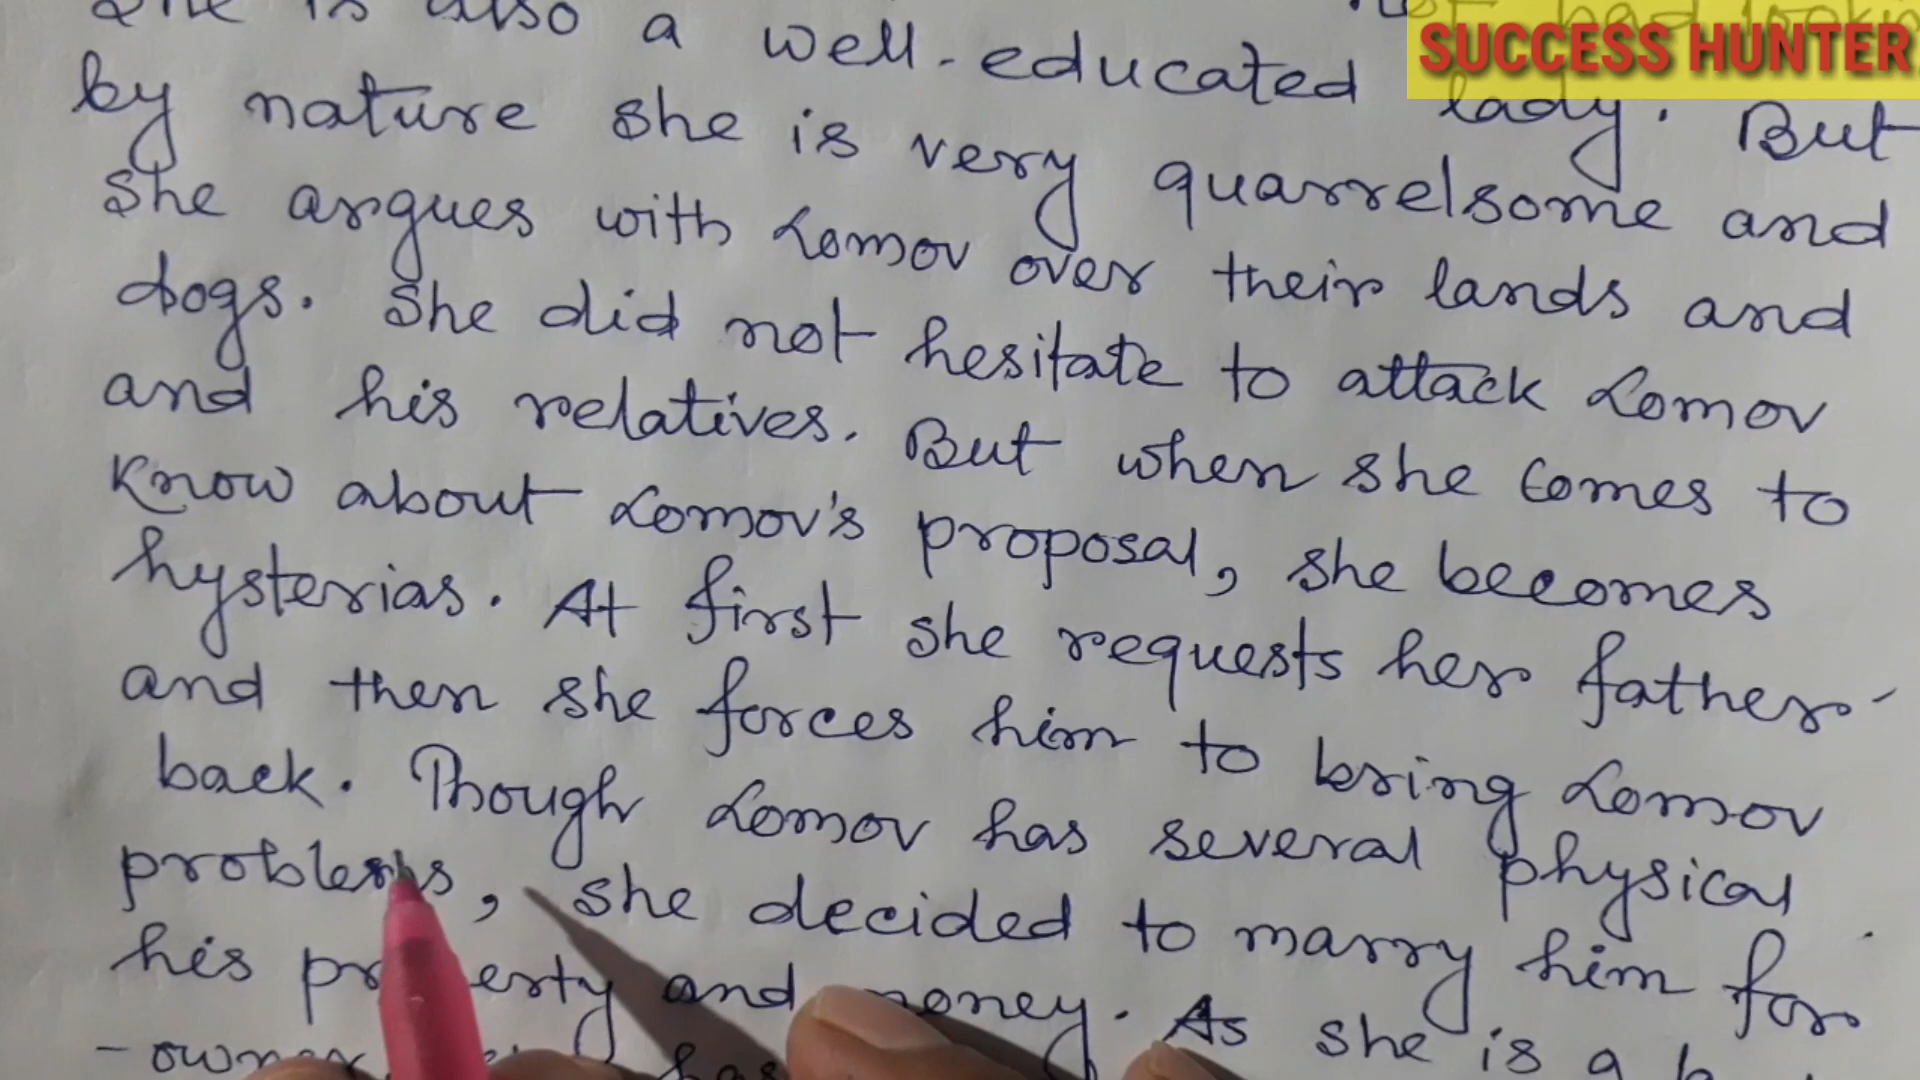 She is also a well-educated lady. But
SUCCESS HUNTER
by nature she is very quarrelsome and
she argues with Lomov over their lands and
dogs. She did not hesitate to attack Lomov
and his relatives. But when she comes to
know about Lomov's proposal, she becomes
hysterias. At first she requests her father
and then she forces him to bring Lomov
back. Though Lomov has several physical
problems, she decided to marry him for
his property and money. As she is a
has